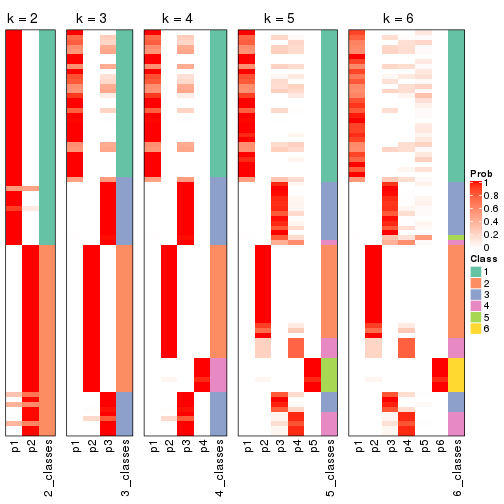 k = 2
k = 3
k = 4
k = 5
k = 6
p1
p2
2_classes
p1
p2
p3
3_classes
p1
p2
p3
p4
4_classes
p1
p2
p3
p4
p5
5_classes
p1
p2
p3
p4
p5
p6
6_classes
Prob
1
0.8
0.6
0.4
0.2
0
Class
1
2
3
4
5
6